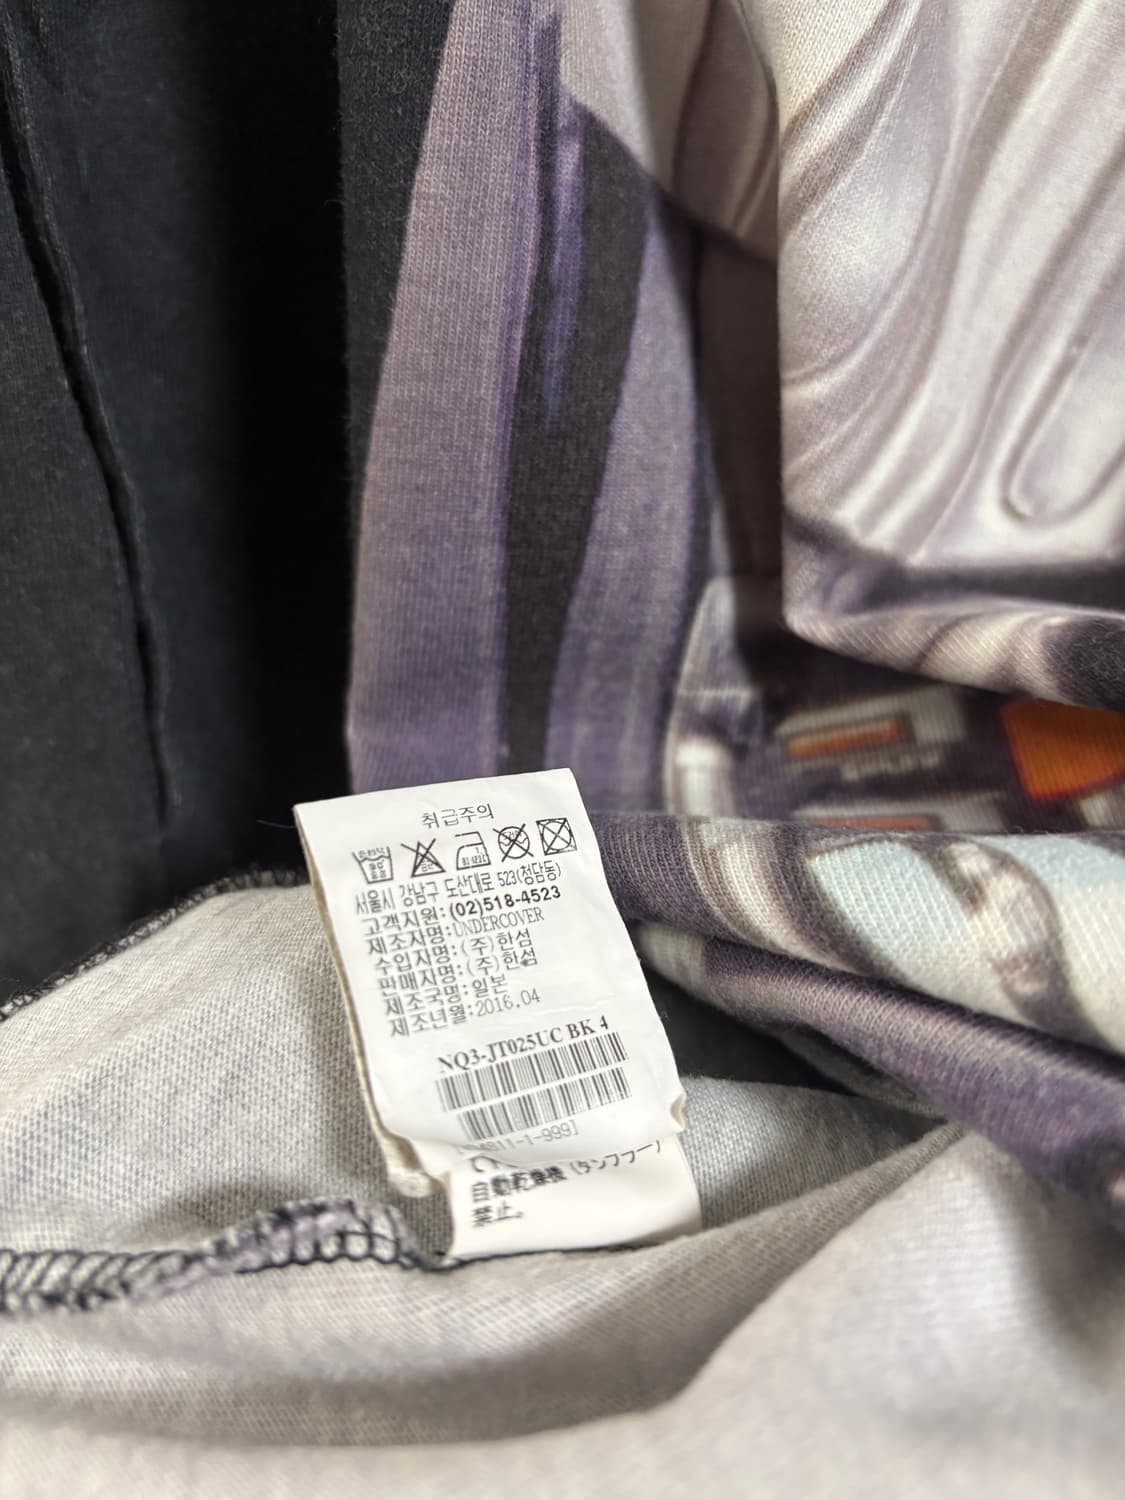 취급주의
서울시 강남구 도산대로 523(청담동)
고객지원:(02)518-4523
제조자명:UNDERCOVER
수입자명:(주)한섬
판매자명:(주)한섬
제조국명:일본
제조년월:2016.04
NQ3-JT025UC BK 4
11-1-999]
自動乾燥機(タンブラー)
禁止。